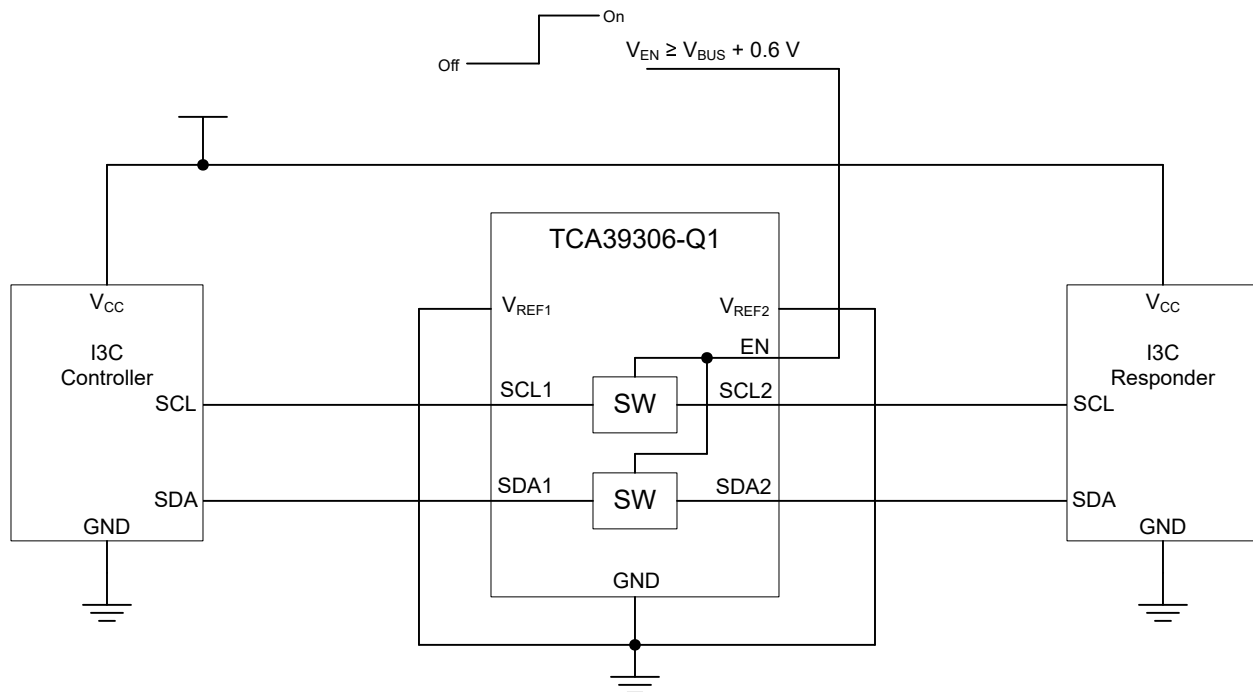 On
Off
V_EN ≥ V_BUS + 0.6 V
TCA39306-Q1
V_CC
I3C
Controller
SCL
SDA
GND
V_REF1
V_REF2
EN
SCL1
SW
SCL2
SDA1
SW
SDA2
GND
V_CC
I3C
Responder
SCL
SDA
GND